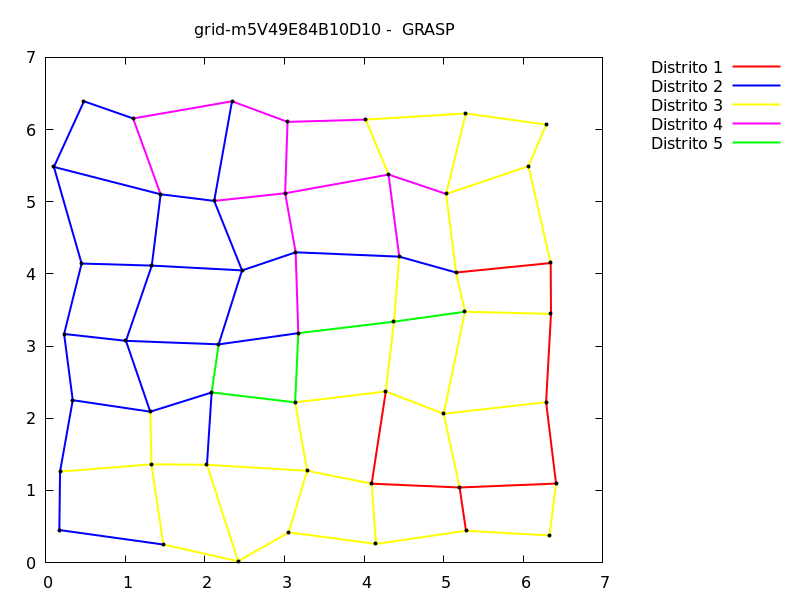 grid-m5V49E84B10D10 -  GRASP
Distrito 1
Distrito 2
Distrito 3
Distrito 4
Distrito 5
7
6
5
4
3
2
1
0
0 1 2 3 4 5 6 7